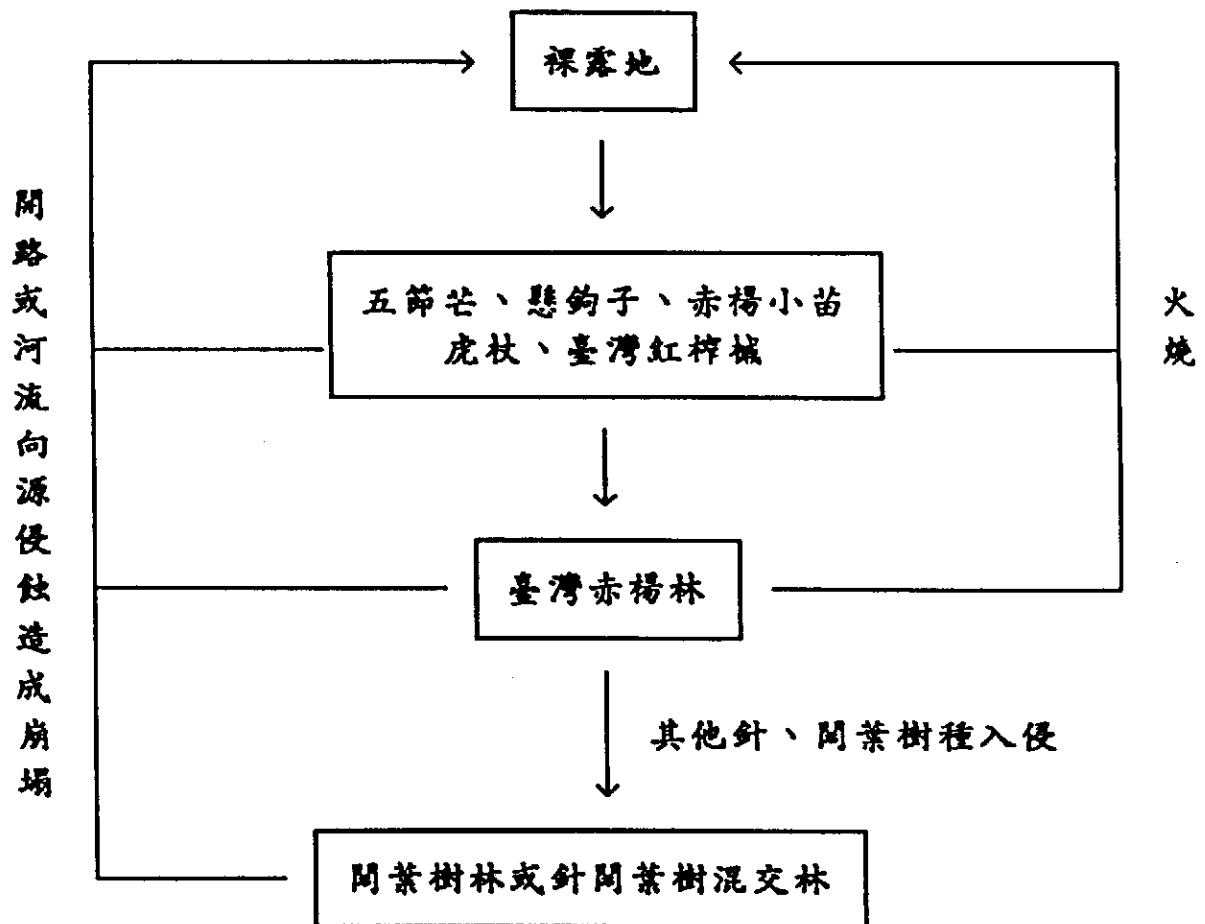 裸露地
開路或河流向源侵蝕造成崩塌
五節芒、懸鉤子、赤楊小苗
虎杖、臺灣紅榨槭
火燒
臺灣赤楊林
其他針、闊葉樹種入侵
闊葉樹林或針闊葉樹混交林